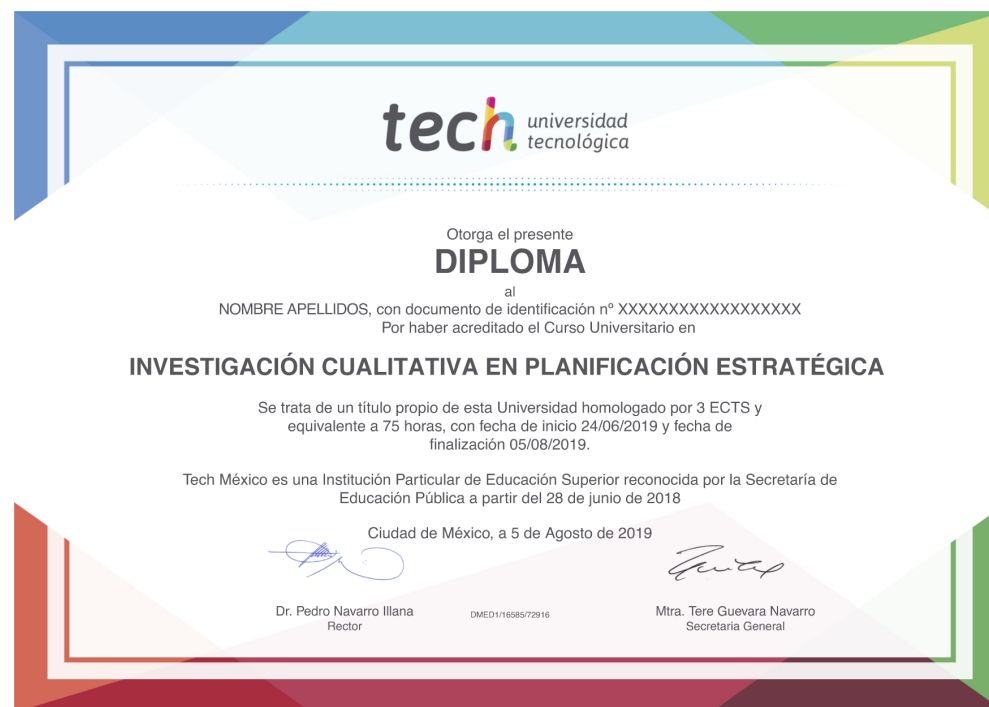 tech universidad
tecnológica
Otorga el presente
DIPLOMA
al
NOMBRE APELLIDOS, con documento de identificación nº XXXXXXXXXXXXXXXXXX
Por haber acreditado el Curso Universitario en
INVESTIGACIÓN CUALITATIVA EN PLANIFICACIÓN ESTRATÉGICA
Se trata de un título propio de esta Universidad homologado por 3 ECTS y
equivalente a 75 horas, con fecha de inicio 24/06/2019 y fecha de
finalización 05/08/2019.
Tech México es una Institución Particular de Educación Superior reconocida por la Secretaría de
Educación Pública a partir del 28 de junio de 2018
Ciudad de México, a 5 de Agosto de 2019
Dr. Pedro Navarro Illana
Rector
DMED1/16585/72916
Mtra. Tere Guevara Navarro
Secretaria General